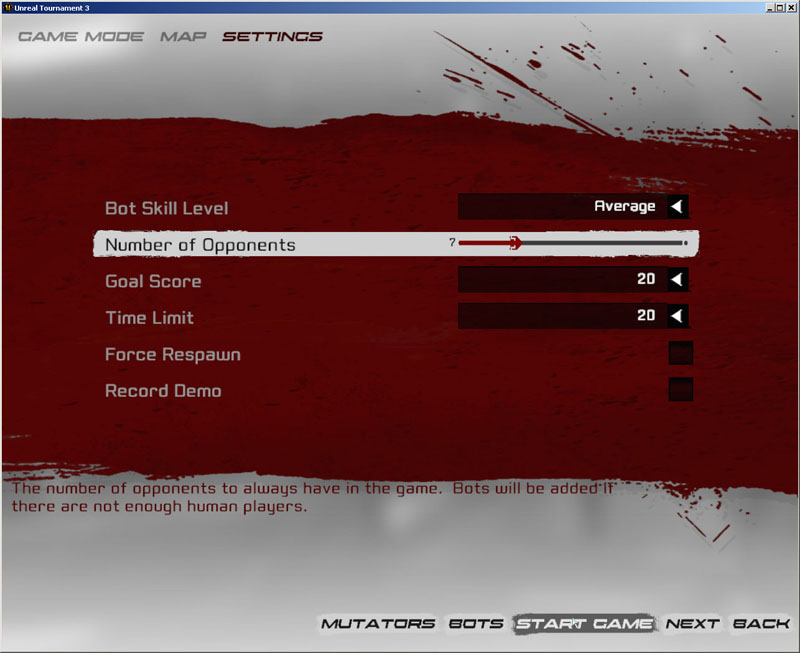 Unreal Tournament 3
GAME MODE MAP SETTINGS
Bot Skill Level Average
Number of Opponents 7
Goal Score 20
Time Limit 20
Force Respawn
Record Demo
The number of opponents to always have in the game. Bots will be added if
there are not enough human players.
MUTATORS BOTS START GAME NEXT BACK